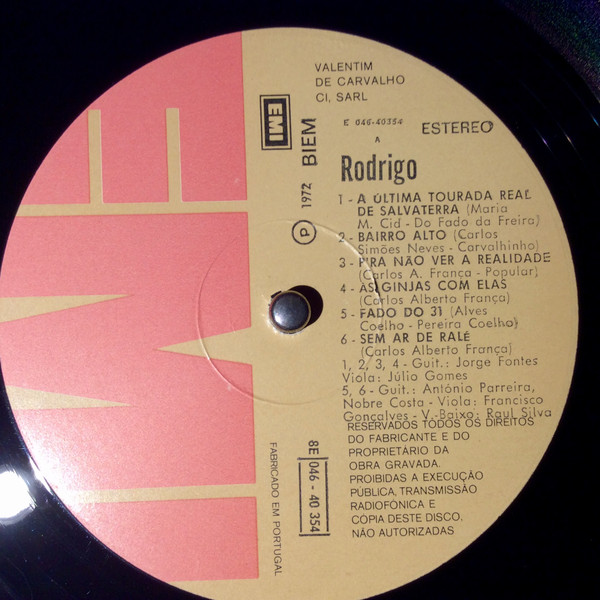 VALENTIM
DE CARVALHO
CI, SARL
EMI
BIEM
℗ 1972
E 046-40354
ESTEREO
A
Rodrigo
1 - A ÚLTIMA TOURADA REAL
DE SALVATERRA (Maria
M. Cid - Do Fado da Freira)
2 - BAIRRO ALTO (Carlos
Simões Neves - Carvalhinho)
3 - PIRA NÃO VER A REALIDADE
(Carlos A. França - Popular)
4 - AS GINJAS COM ELAS
(Carlos Alberto França)
5 - FADO DO 31 (Alves
Coelho - Pereira Coelho)
6 - SEM AR DE RALÉ
(Carlos Alberto França)
1, 2, 3, 4 - Guit.: Jorge Fontes
Viola: Júlio Gomes
5, 6 - Guit.: António Parreira,
Nobre Costa - Viola: Francisco
Gonçalves - V.-Baixo: Raul Silva
RESERVADOS TODOS OS DIREITOS
DO FABRICANTE E DO
PROPRIETÁRIO DA
OBRA GRAVADA.
PROIBIDAS A EXECUÇÃO
PÚBLICA, TRANSMISSÃO
RADIOFÓNICA E
CÓPIA DESTE DISCO,
NÃO AUTORIZADAS
8E 046 - 40 354
FABRICADO EM PORTUGAL